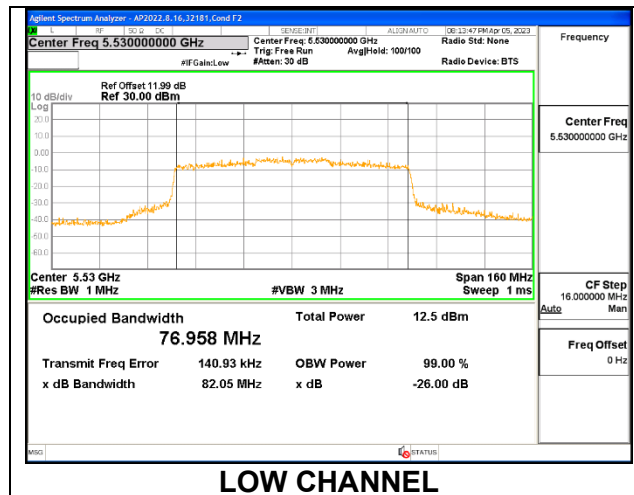 Agilent Spectrum Analyzer - AP2022.8.16,32181,Cond F2
L RF 50 Ω DC SENSE:INT ALIGN AUTO 08:13:47 PM Apr 05, 2023
Center Freq 5.530000000 GHz
Center Freq: 5.530000000 GHz
Radio Std: None
Trig: Free Run Avg|Hold: 100/100
#IFGain:Low #Atten: 30 dB Radio Device: BTS
Frequency
Ref Offset 11.99 dB
10 dB/div Ref 30.00 dBm
Log
20.0
10.0
0.00
-10.0
-20.0
-30.0
-40.0
-50.0
-60.0
Center 5.53 GHz Span 160 MHz
#Res BW 1 MHz #VBW 3 MHz Sweep 1 ms
Occupied Bandwidth Total Power 12.5 dBm
76.958 MHz
Transmit Freq Error 140.93 kHz OBW Power 99.00 %
x dB Bandwidth 82.05 MHz x dB -26.00 dB
Center Freq
5.530000000 GHz
CF Step
16.000000 MHz
Auto Man
Freq Offset
0 Hz
MSG STATUS
LOW CHANNEL